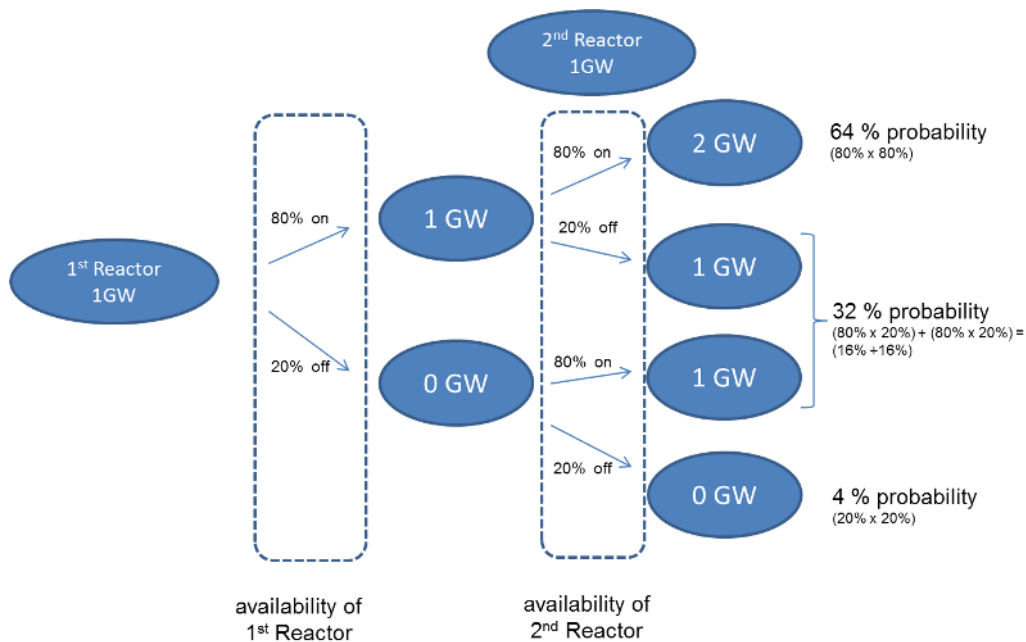 2nd Reactor
1GW
80% on
2 GW
64 % probability
(80% x 80%)
80% on
1 GW
20% off
1 GW
1st Reactor
1GW
32 % probability
(80% x 20%) + (80% x 20%) =
(16% +16%)
20% off
0 GW
80% on
1 GW
20% off
0 GW
4 % probability
(20% x 20%)
availability of
1st Reactor
availability of
2nd Reactor